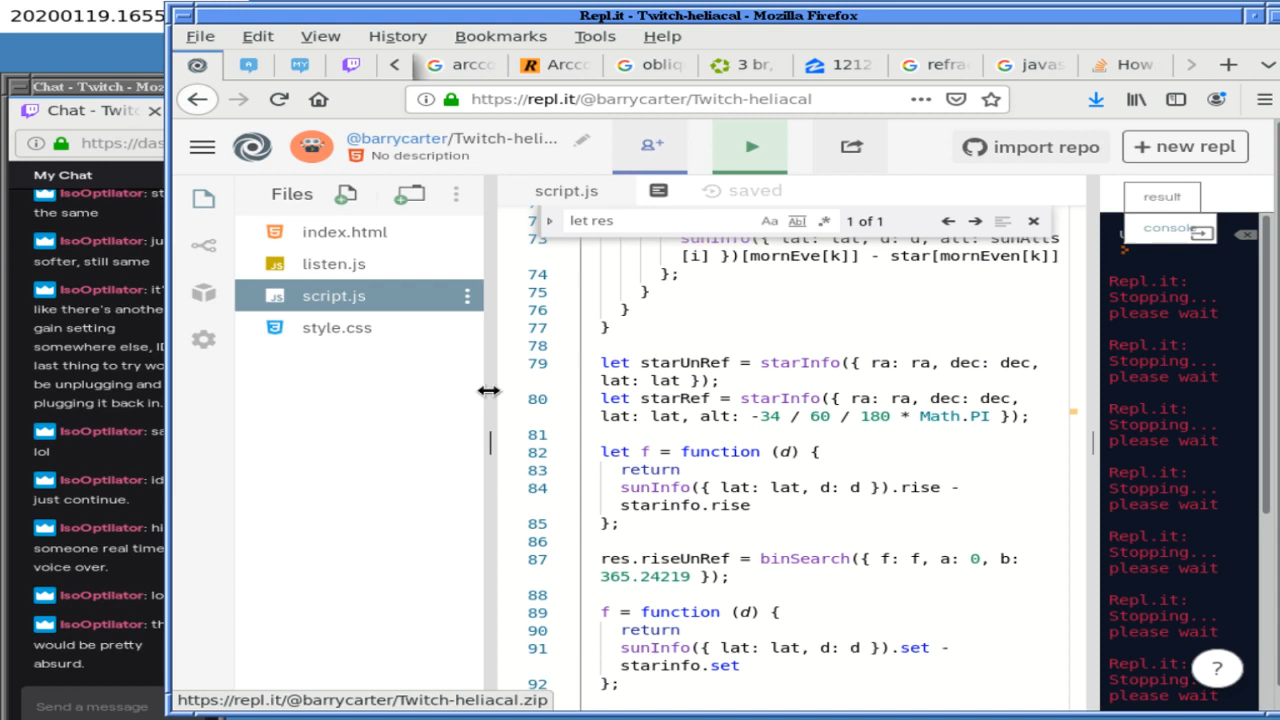 20200119.1655
Repl.it - Twitch-heliacal - Mozilla Firefox
File Edit View History Bookmarks Tools Help
arccc Arccc obliq 3 br, 1212 refra javas How
https://repl.it/@barrycarter/Twitch-heliacal
@barrycarter/Twitch-heli...
No description
import repo
+ new repl
Chat - Twitch - Moz
Chat - Twitc
https://das
My Chat
IsoOptilator: st
the same
IsoOptilator: ju
softer, still same
IsoOptilator: it'
like there's anothe
gain setting
somewhere else, ID
last thing to try wo
be unplugging and
plugging it back in.
IsoOptilator: sa
lol
IsoOptilator: id
just continue.
IsoOptilator: hi
someone real time
voice over.
IsoOptilator: lo
IsoOptilator: th
would be pretty
absurd.
Send a message
Files
index.html
listen.js
script.js
style.css
script.js saved
let res Aa Abl .* 1 of 1
73 sunInfo({ lat: lat, d: d, alt: sunAlts
[i] })[mornEve[k]] - star[mornEven[k]]
74 };
75 }
76 }
77 }
78
79 let starUnRef = starInfo({ ra: ra, dec: dec,
lat: lat });
80 let starRef = starInfo({ ra: ra, dec: dec,
lat: lat, alt: -34 / 60 / 180 * Math.PI });
81
82 let f = function (d) {
83 return
84 sunInfo({ lat: lat, d: d }).rise -
starinfo.rise
85 };
86
87 res.riseUnRef = binSearch({ f: f, a: 0, b:
365.24219 });
88
89 f = function (d) {
90 return
91 sunInfo({ lat: lat, d: d }).set -
starinfo.set
92 };
result
console
Repl.it:
Stopping...
please wait
Repl.it:
Stopping...
please wait
Repl.it:
Stopping...
please wait
Repl.it:
Stopping...
please wait
Repl.it:
Stopping...
please wait
Repl.it:
Stopping...
please wait
Repl.it:
Stopping...
please wait
?
https://repl.it/@barrycarter/Twitch-heliacal.zip